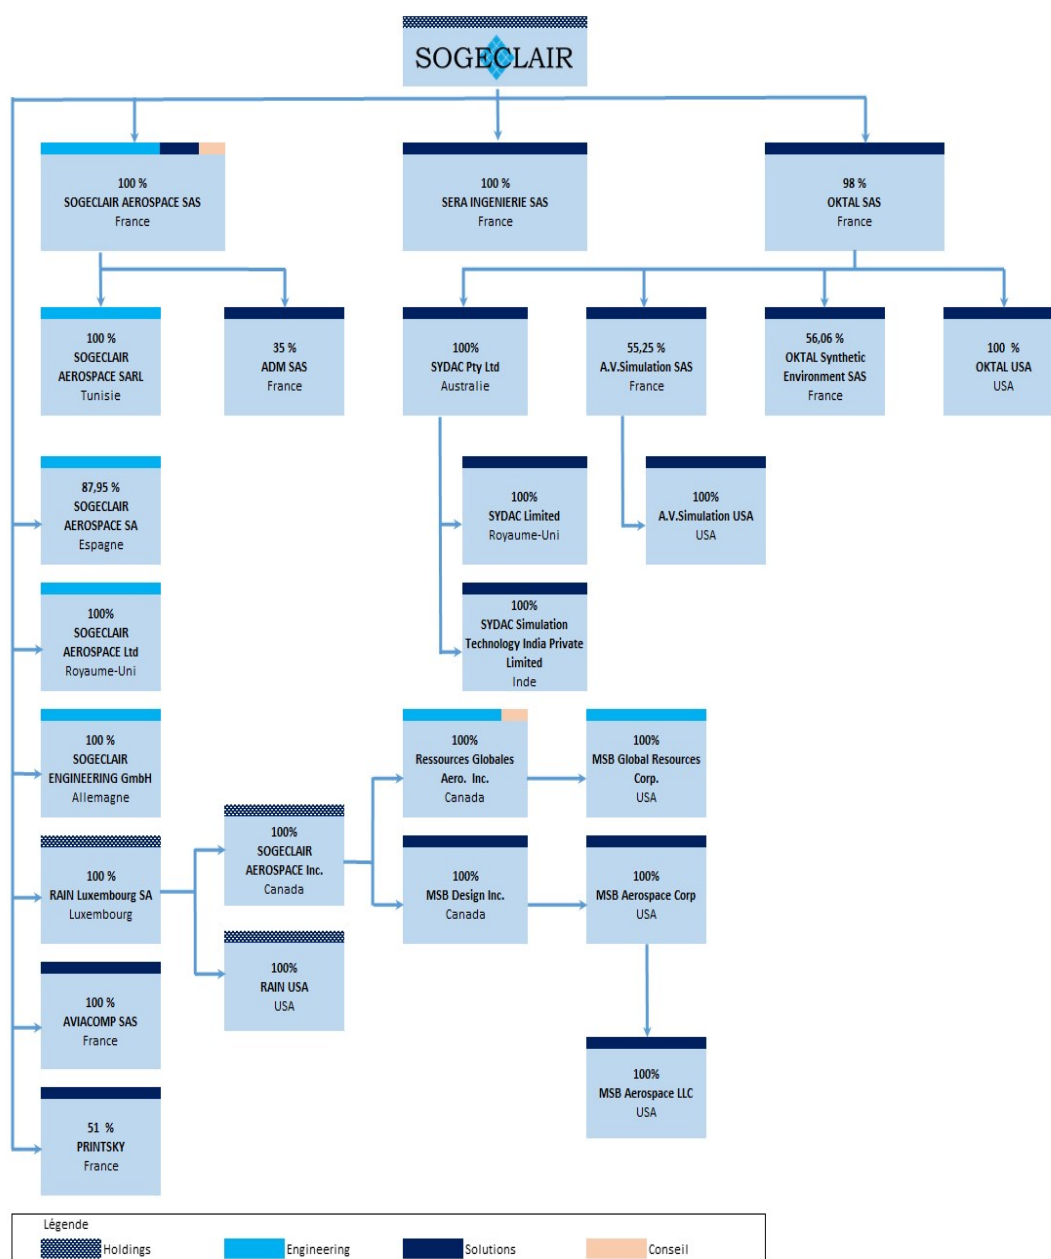 SOGECLAIR
100 %
SOGECLAIR AEROSPACE SAS
France
100 %
SERA INGENIERIE SAS
France
98 %
OKTAL SAS
France
100 %
SOGECLAIR
AEROSPACE SARL
Tunisie
35 %
ADM SAS
France
100%
SYDAC Pty Ltd
Australie
55,25 %
A.V.Simulation SAS
France
56,06 %
OKTAL Synthetic
Environment SAS
France
100 %
OKTAL USA
USA
87,95 %
SOGECLAIR
AEROSPACE SA
Espagne
100%
SYDAC Limited
Royaume-Uni
100%
A.V.Simulation USA
USA
100%
SOGECLAIR
AEROSPACE Ltd
Royaume-Uni
100%
SYDAC Simulation
Technology India Private
Limited
Inde
100 %
SOGECLAIR
ENGINEERING GmbH
Allemagne
100%
Ressources Globales
Aero. Inc.
Canada
100%
MSB Global Resources
Corp.
USA
100 %
RAIN Luxembourg SA
Luxembourg
100%
SOGECLAIR
AEROSPACE Inc.
Canada
100%
MSB Design Inc.
Canada
100%
MSB Aerospace Corp
USA
100%
RAIN USA
USA
100 %
AVIACOMP SAS
France
100%
MSB Aerospace LLC
USA
51 %
PRINTSKY
France
Légende
Holdings
Engineering
Solutions
Conseil